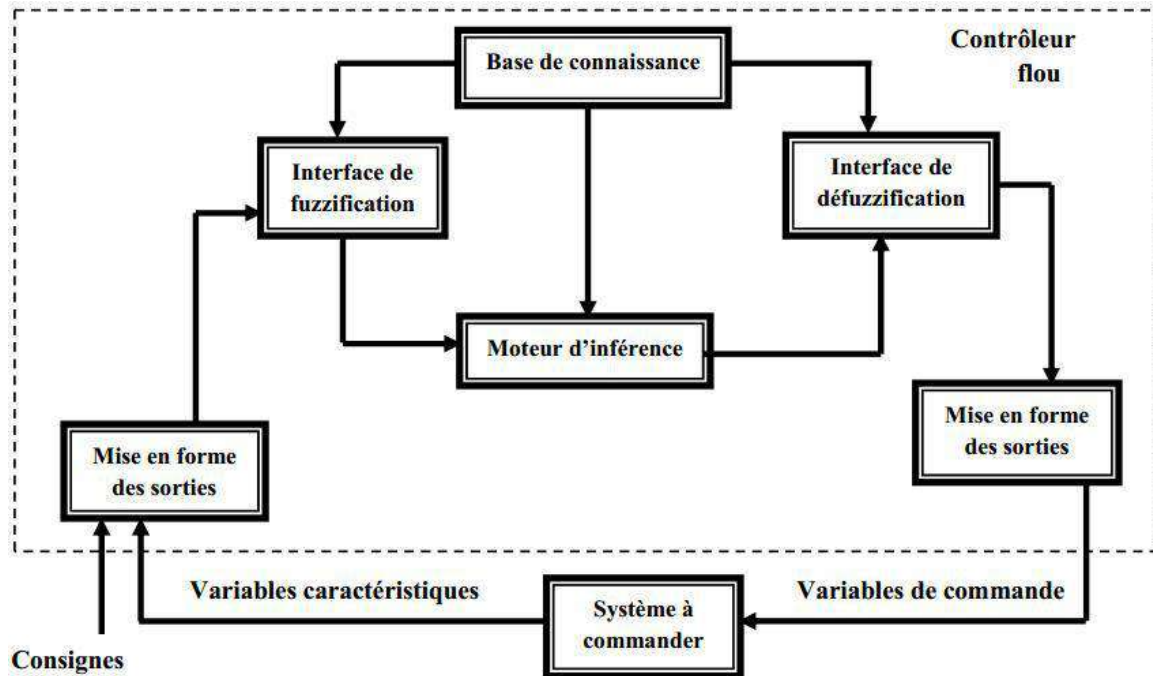 Contrôleur
flou
Base de connaissance
Interface de
fuzzification
Interface de
défuzzification
Moteur d’inférence
Mise en forme
des sorties
Mise en forme
des sorties
Variables caractéristiques
Variables de commande
Système à
commander
Consignes